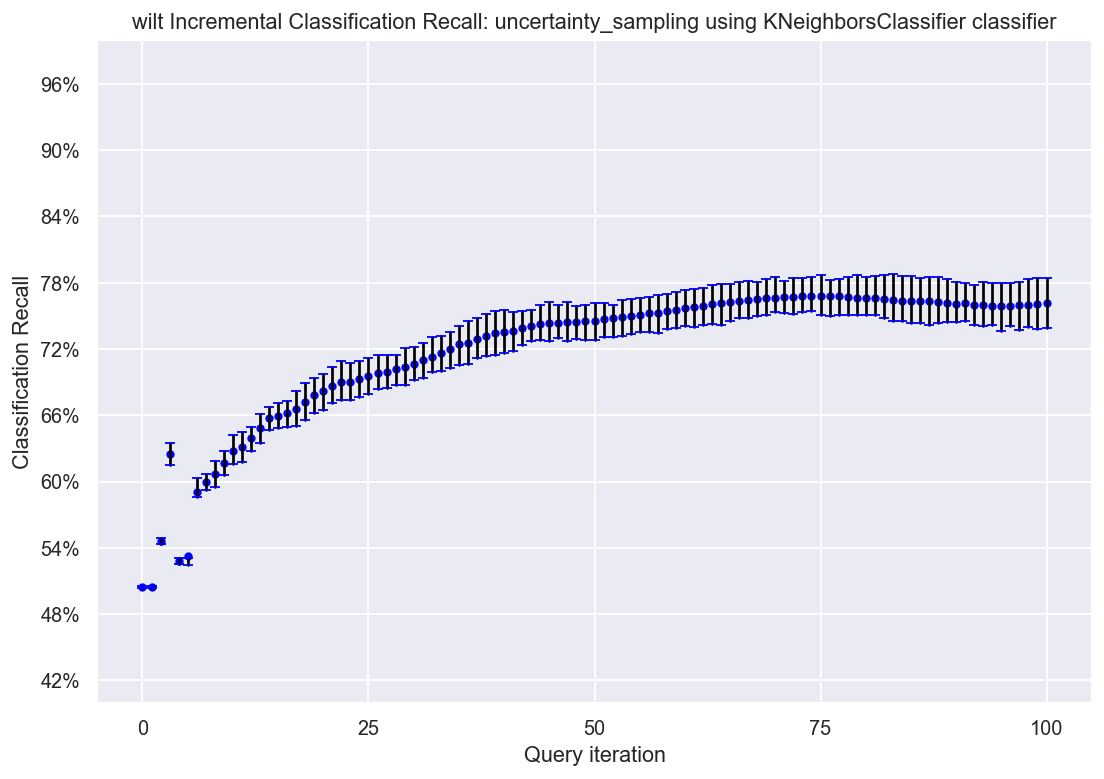 wilt Incremental Classification Recall: uncertainty_sampling using KNeighborsClassifier classifier
96%
90%
84%
78%
72%
66%
60%
54%
48%
42%
Classification Recall
0 25 50 75 100
Query iteration